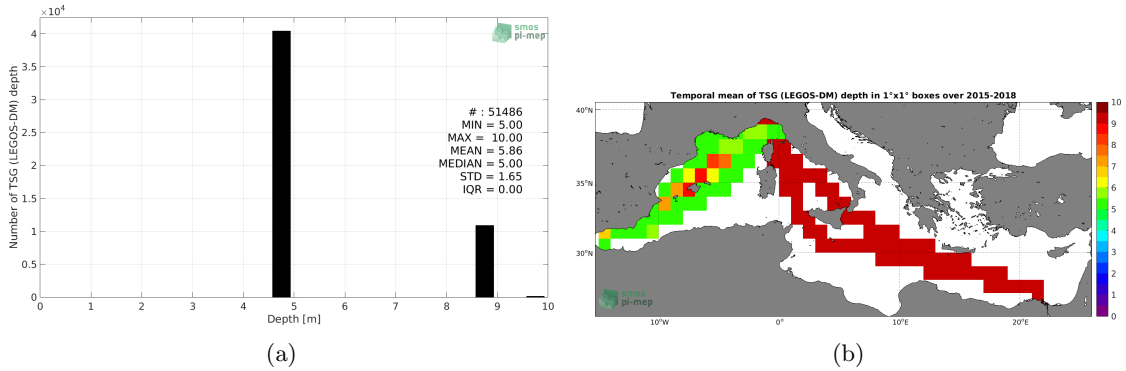 ×10⁴
4
3.5
3
2.5
2
1.5
1
0.5
0
Number of TSG (LEGOS-DM) depth
smos
pi-mep
# : 51486
MIN = 5.00
MAX = 10.00
MEAN = 5.86
MEDIAN = 5.00
STD = 1.65
IQR = 0.00
0 1 2 3 4 5 6 7 8 9 10
Depth [m]
(a)
Temporal mean of TSG (LEGOS-DM) depth in 1°x1° boxes over 2015-2018
40°N
35°N
30°N
10°W 0° 10°E 20°E
smos
pi-mep
10
9
8
7
6
5
4
3
2
1
0
(b)